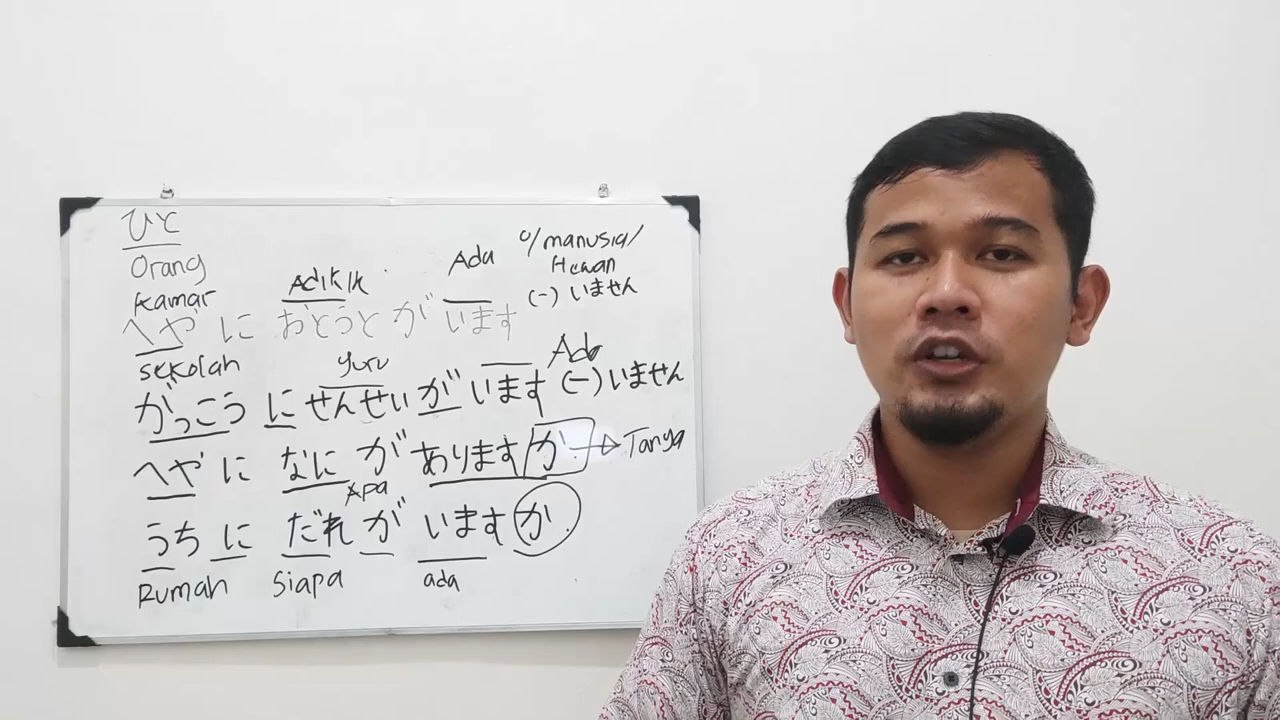 ひと
Orang
Kamar Adik lk Ada u/manusia/
Hewan
へや に おとうと が います (-) いません
sekolah guru Ada
がっこう に せんせい が います (-) いません
へや に なに が あります か → Tanya
Apa
うち に だれ が います か
Rumah Siapa ada